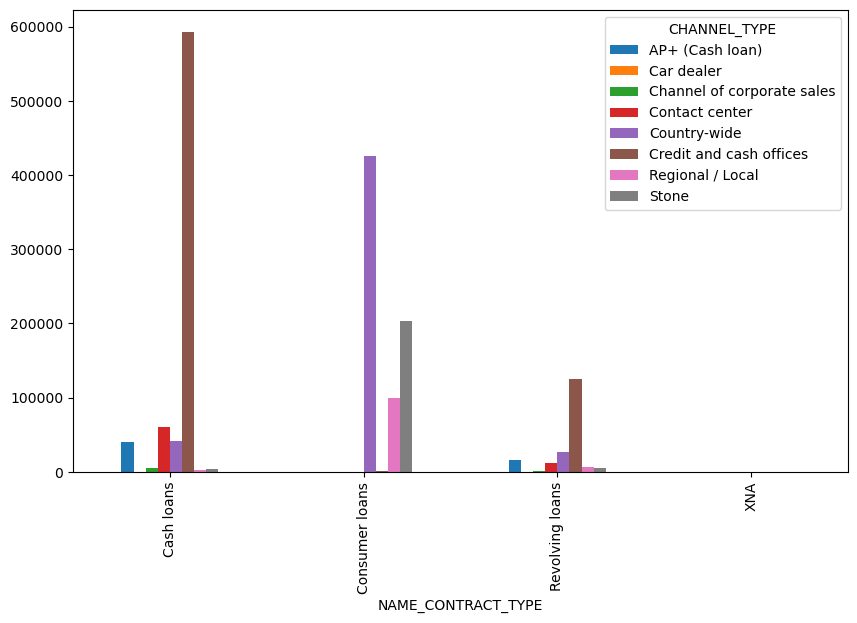 600000
500000
400000
300000
200000
100000
0
CHANNEL_TYPE
AP+ (Cash loan)
Car dealer
Channel of corporate sales
Contact center
Country-wide
Credit and cash offices
Regional / Local
Stone
Cash loans
Consumer loans
Revolving loans
XNA
NAME_CONTRACT_TYPE